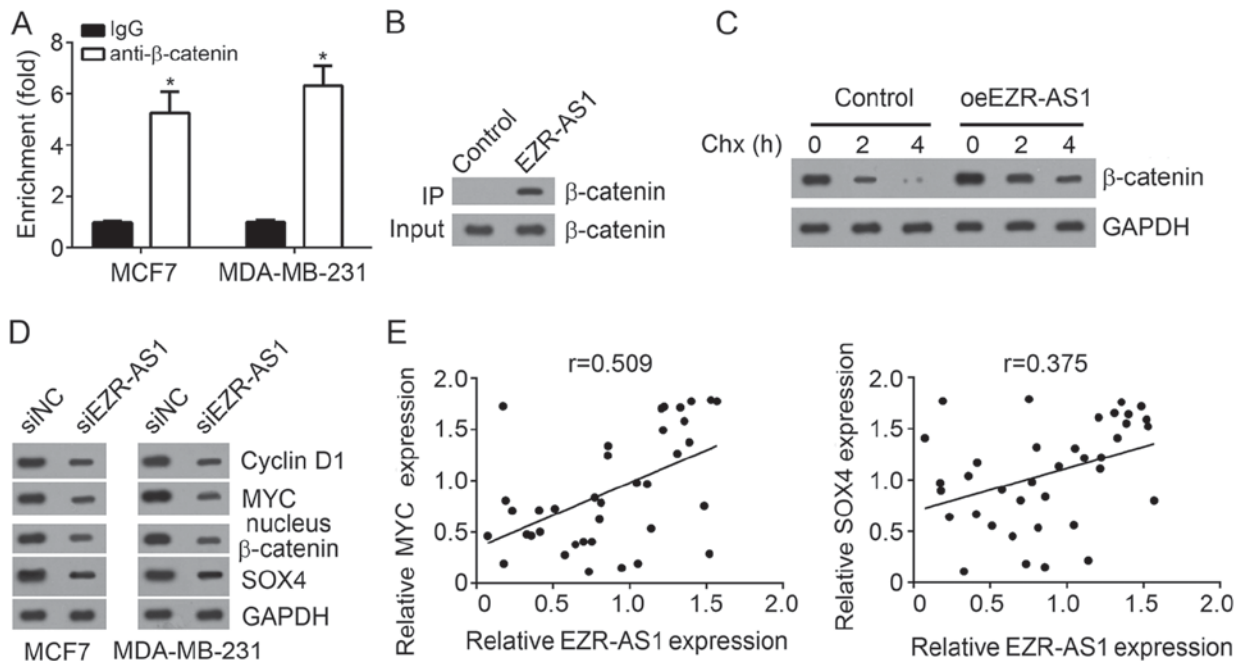 A
IgG
anti-β-catenin
Enrichment (fold)
8
6
4
2
0
*
*
MCF7
MDA-MB-231
B
Control
EZR-AS1
IP
β-catenin
Input
β-catenin
C
Control
oeEZR-AS1
Chx (h)
0
2
4
0
2
4
β-catenin
GAPDH
D
siNC
siEZR-AS1
siNC
siEZR-AS1
Cyclin D1
MYC
nucleus
β-catenin
SOX4
GAPDH
MCF7
MDA-MB-231
E
r=0.509
Relative MYC expression
2.0
1.5
1.0
0.5
0
0
0.5
1.0
1.5
2.0
Relative EZR-AS1 expression
r=0.375
Relative SOX4 expression
2.0
1.5
1.0
0.5
0
0
0.5
1.0
1.5
2.0
Relative EZR-AS1 expression